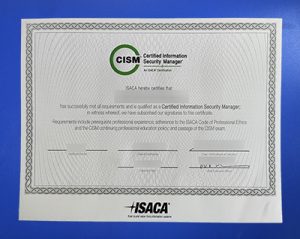 CISM
Certified Information
Security Manager®
An ISACA® Certification
ISACA hereby certifies that
has successfully met all requirements and is qualified as a Certified Information Security Manager;
in witness whereof, we have subscribed our signatures to this certificate.
Requirements include prerequisite professional experience; adherence to the ISACA Code of Professional Ethics
and the CISM continuing professional education policy; and passage of the CISM exam.
ISACA®